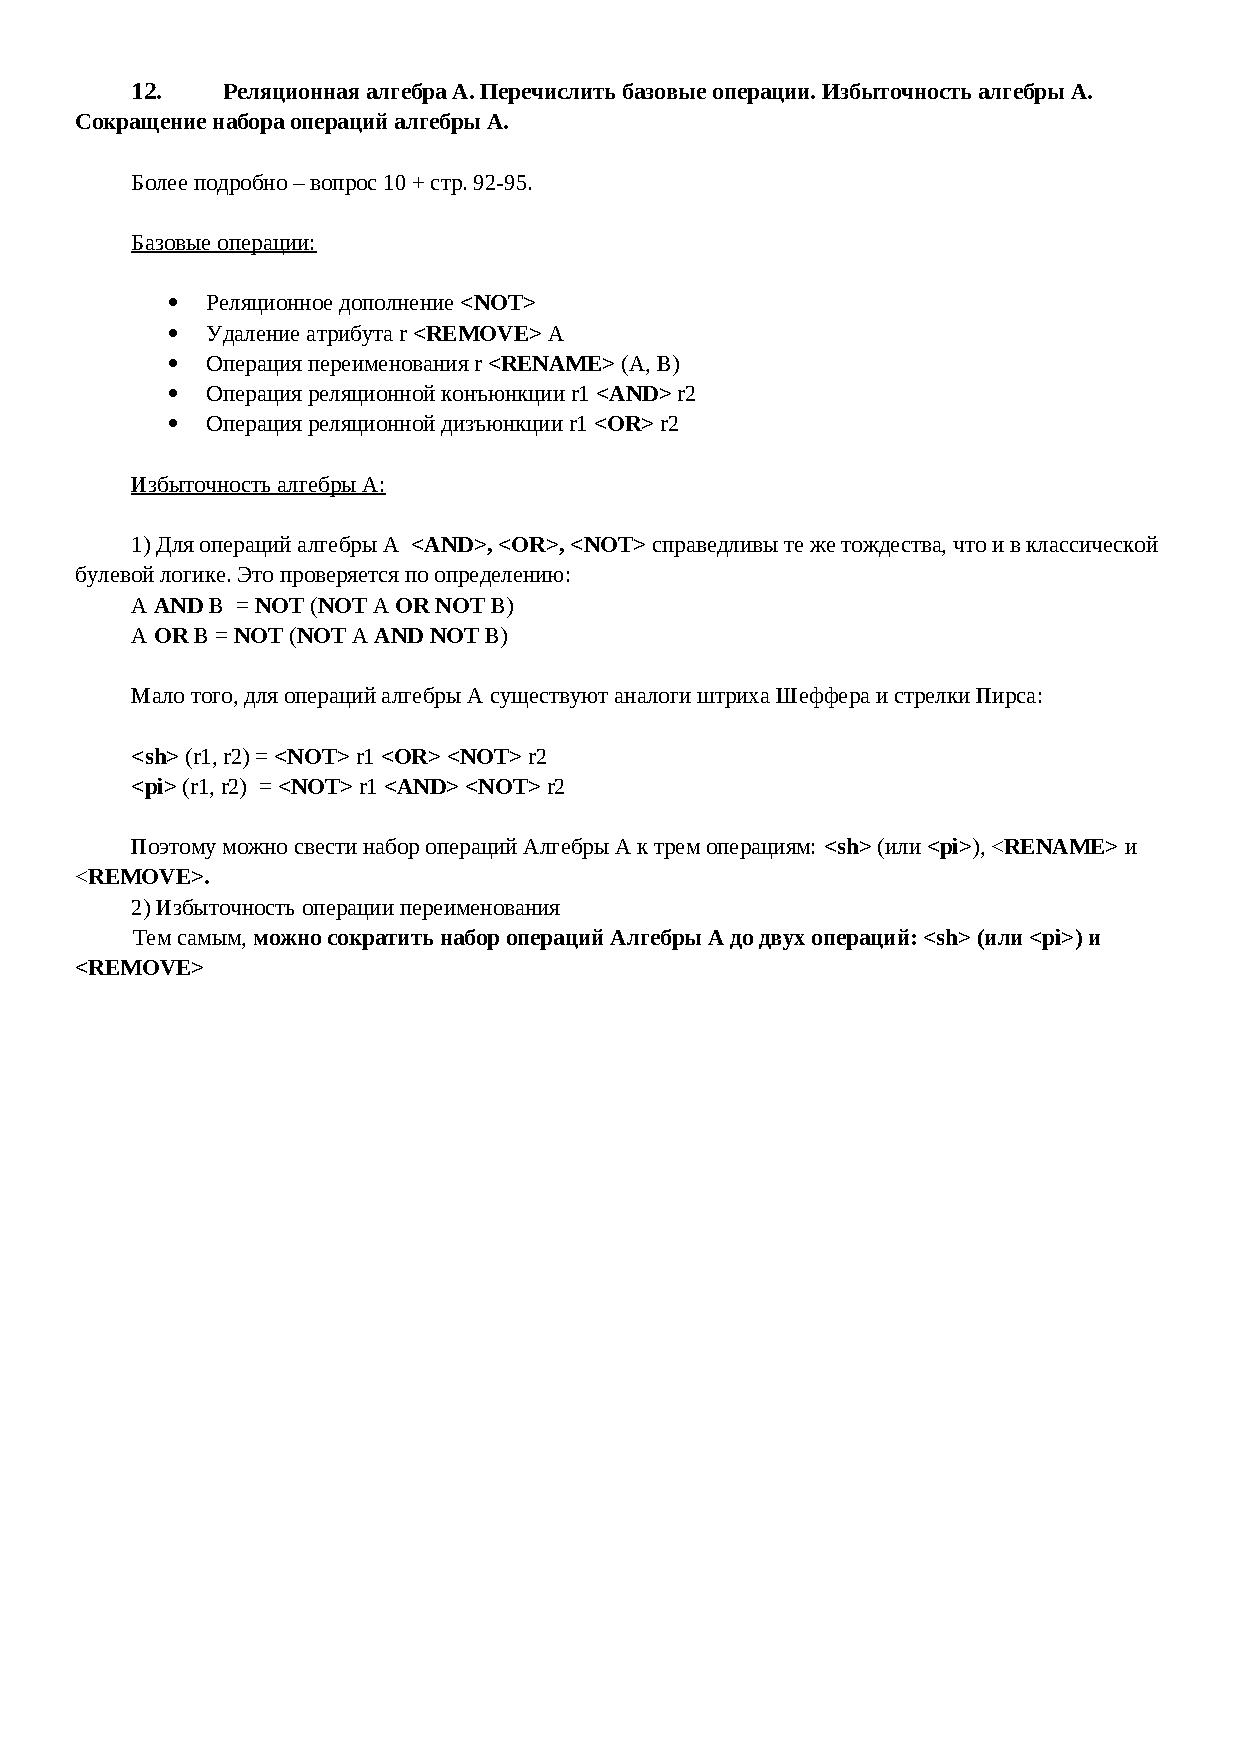 12. Реляционная алгебра А. Перечислить базовые операции. Избыточность алгебры А.
Сокращение набора операций алгебры А.
Более подробно – вопрос 10 + стр. 92-95.
Базовые операции:
• Реляционное дополнение <NOT>
• Удаление атрибута r <REMOVE> A
• Операция переименования r <RENAME> (A, B)
• Операция реляционной конъюнкции r1 <AND> r2
• Операция реляционной дизъюнкции r1 <OR> r2
Избыточность алгебры А:
1) Для операций алгебры А  <AND>, <OR>, <NOT> справедливы те же тождества, что и в классической
булевой логике. Это проверяется по определению:
A AND B  = NOT (NOT A OR NOT B)
A OR B = NOT (NOT A AND NOT B)
Мало того, для операций алгебры А существуют аналоги штриха Шеффера и стрелки Пирса:
<sh> (r1, r2) = <NOT> r1 <OR> <NOT> r2
<pi> (r1, r2)  = <NOT> r1 <AND> <NOT> r2
Поэтому можно свести набор операций Алгебры А к трем операциям: <sh> (или <pi>), <RENAME> и
<REMOVE>.
2) Избыточность операции переименования
Тем самым, можно сократить набор операций Алгебры А до двух операций: <sh> (или <pi>) и
<REMOVE>